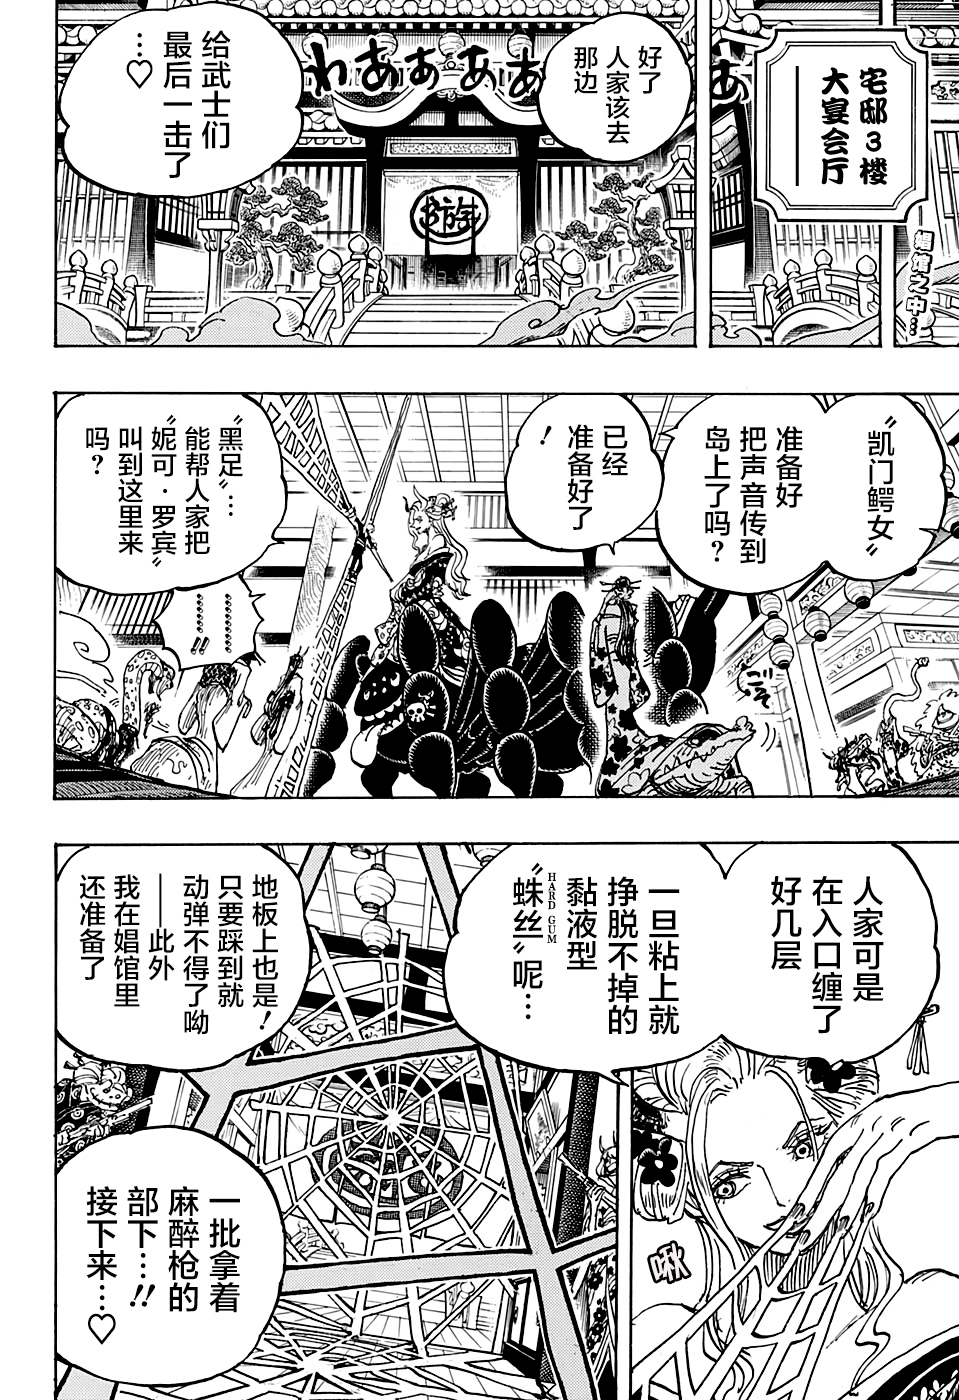 宅邸3楼
大宴会厅
——
娼馆之中…
わあああああ
好了
人家该去
那边
给武士们
最后一击了
…♡
〝凯门鳄女〞
准备好
把声音传到
岛上了吗?
已经
准备好了
!
〝黑足〞…
能帮人家把
〝妮可·罗宾〞
叫到这里来
吗?
………!!
人家可是
在入口缠了
好几层
一旦粘上就
挣脱不掉的
黏液型
HARD GUM
〝蛛丝〞呢…
地板上也是!
只要踩到就
动弹不得了呦
——此外
我在娼馆里
还准备了
一批拿着
麻醉枪的
部下…!!
接下来…♡
啾